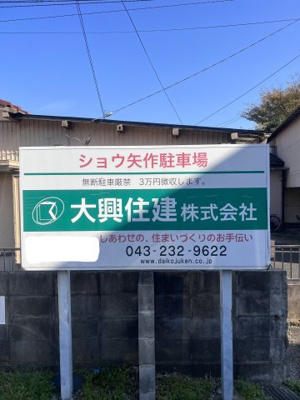 ショウ矢作駐車場
無断駐車厳禁 3万円徴収します。
大興住建株式会社
しあわせの、住まいづくりのお手伝い
043-232-9622
www.daikojuken.co.jp